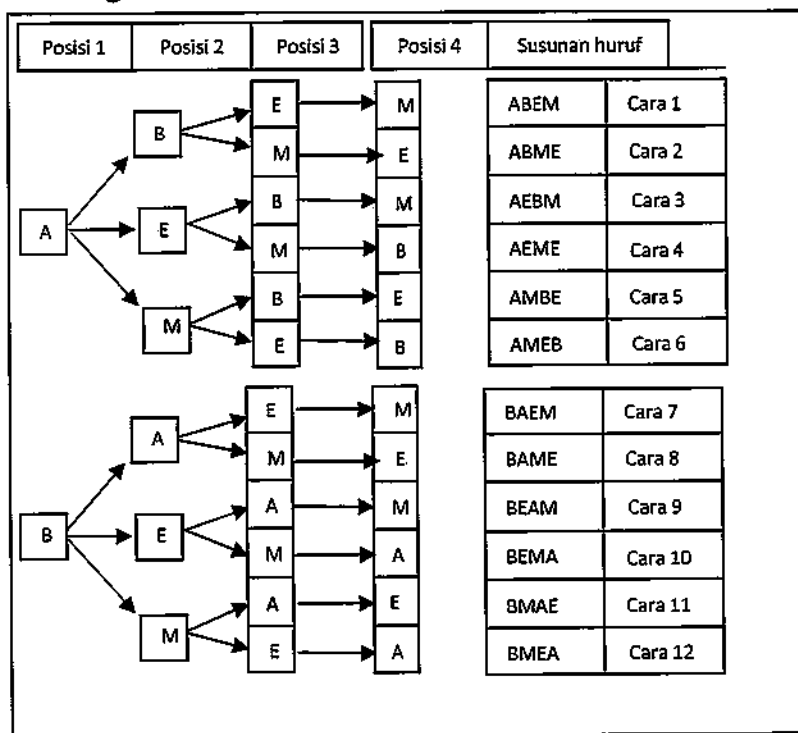 Posisi 1 Posisi 2 Posisi 3 Posisi 4 Susunan huruf
E M ABEM Cara 1
B
M E ABME Cara 2
B M AEBM Cara 3
A E
M B AEME Cara 4
B E AMBE Cara 5
M
E B AMEB Cara 6
E M BAEM Cara 7
A
M E BAME Cara 8
A M BEAM Cara 9
B E
M A BEMA Cara 10
A E BMAE Cara 11
M
E A BMEA Cara 12